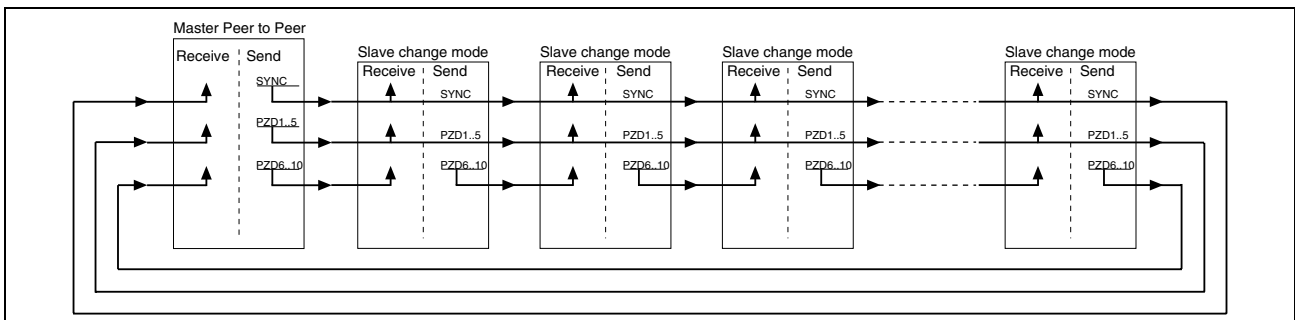 Master Peer to Peer
Receive Send
SYNC
PZD1..5
PZD6..10
Slave change mode
Receive Send
SYNC
PZD1..5
PZD6..10
Slave change mode
Receive Send
SYNC
PZD1..5
PZD6..10
Slave change mode
Receive Send
SYNC
PZD1..5
PZD6..10
Slave change mode
Receive Send
SYNC
PZD1..5
PZD6..10